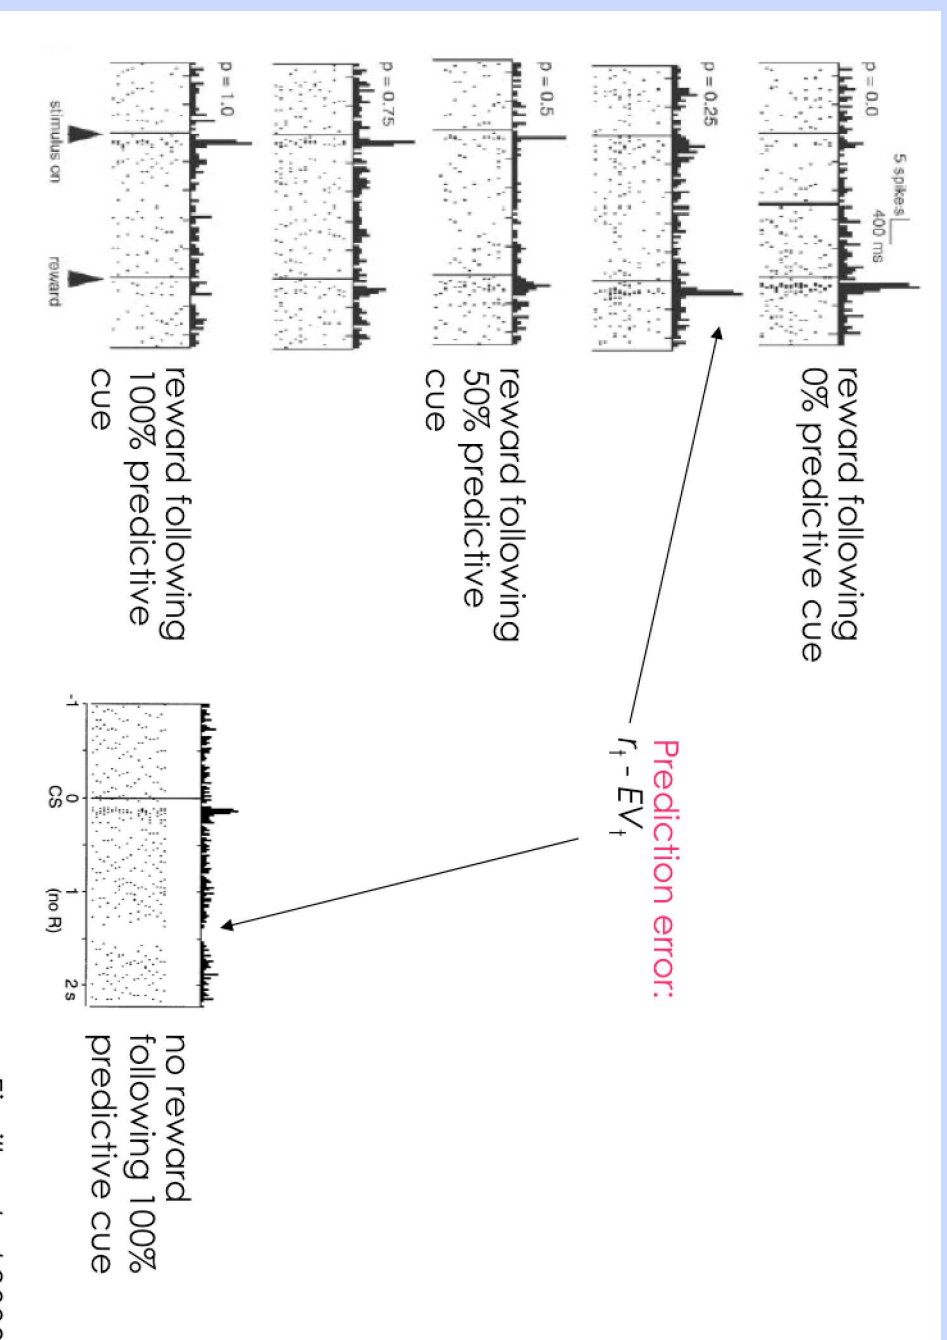 5 spikes
400 ms
p = 0.0
reward following
0% predictive cue
p = 0.25
Prediction error:
rt - EVt
p = 0.5
reward following
50% predictive
cue
p = 0.75
p = 1.0
reward following
100% predictive
cue
stimulus on
reward
-1
0
1
2 s
CS
(no R)
no reward
following 100%
predictive cue